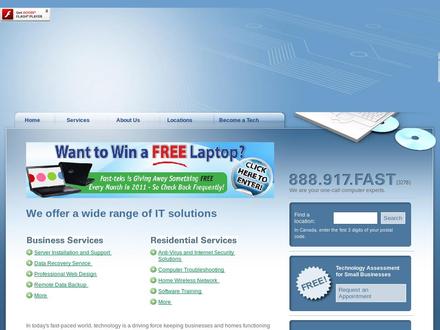 Get ADOBE®
FLASH® PLAYER
Home
Services
About Us
Locations
Become a Tech
Want to Win a FREE Laptop?
Fast-teks Is Giving Away Something FREE
Every Month in 2011 - So Check Back Frequently!
CLICK
HERE TO
ENTER!
888.917.FAST (3278)
We are your one-call computer experts.
We offer a wide range of IT solutions
Find a
location:
Search
In Canada, enter the first 3 digits of your postal
code.
Business Services
Server Installation and Support
Data Recovery Service
Professional Web Design
Remote Data Backup
More
Residential Services
Anti-Virus and Internet Security
Solutions
Computer Troubleshooting
Home Wireless Network
Software Training
More
FREE!
Technology Assessment
for Small Businesses
Request an
Appointment
In today's fast-paced world, technology is a driving force keeping businesses and homes functioning